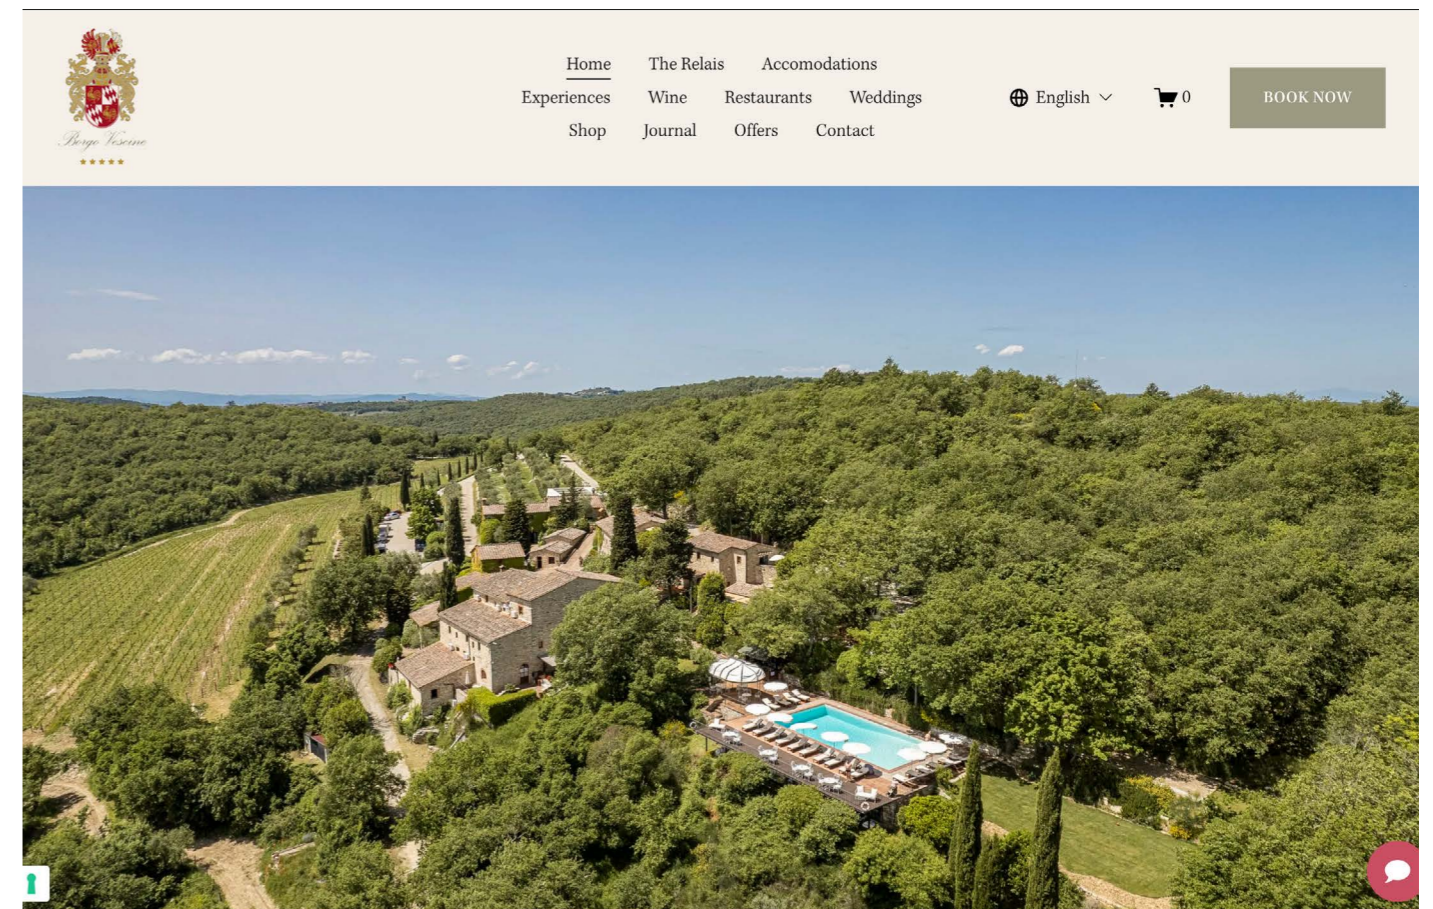 Borgo Vescine
Home The Relais Accomodations
Experiences Wine Restaurants Weddings
Shop Journal Offers Contact
English
0
BOOK NOW